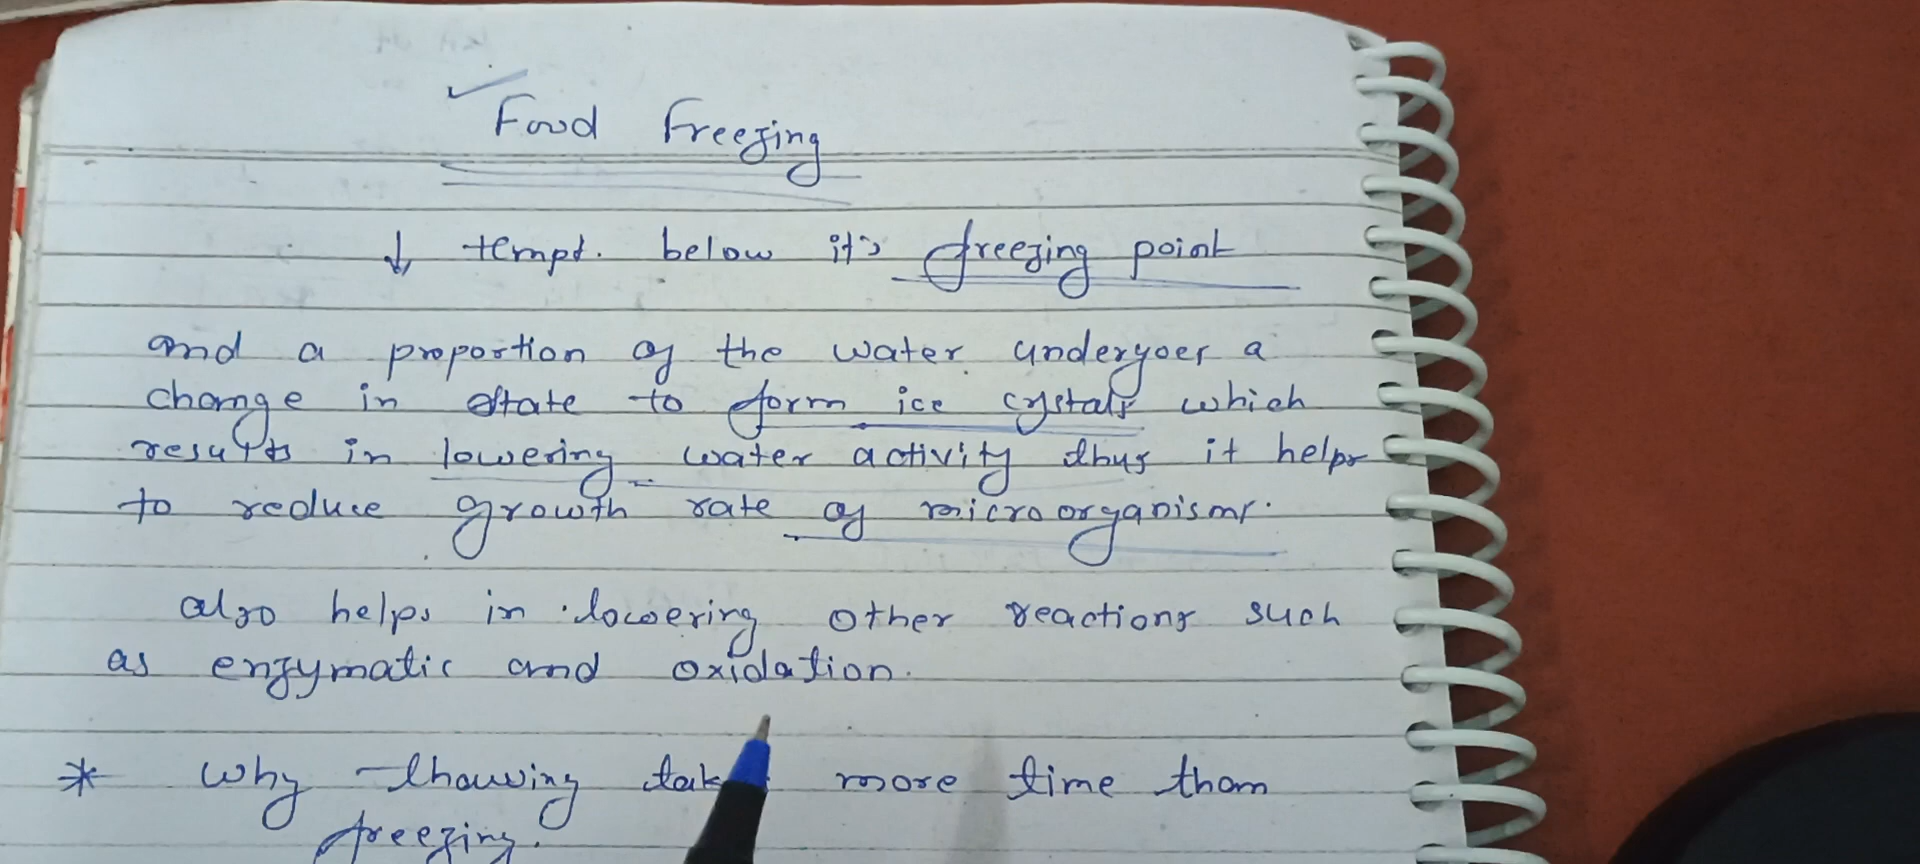 Food Freezing
↓ tempt. below it's freezing point
and a proportion of the water undergoes a
change in state to form ice crystals which
results in lowering water activity thus it helps
to reduce growth rate of microorganisms.
also helps in lowering other reactions such
as enzymatic and oxidation.
* Why thawing more time than
freezing.